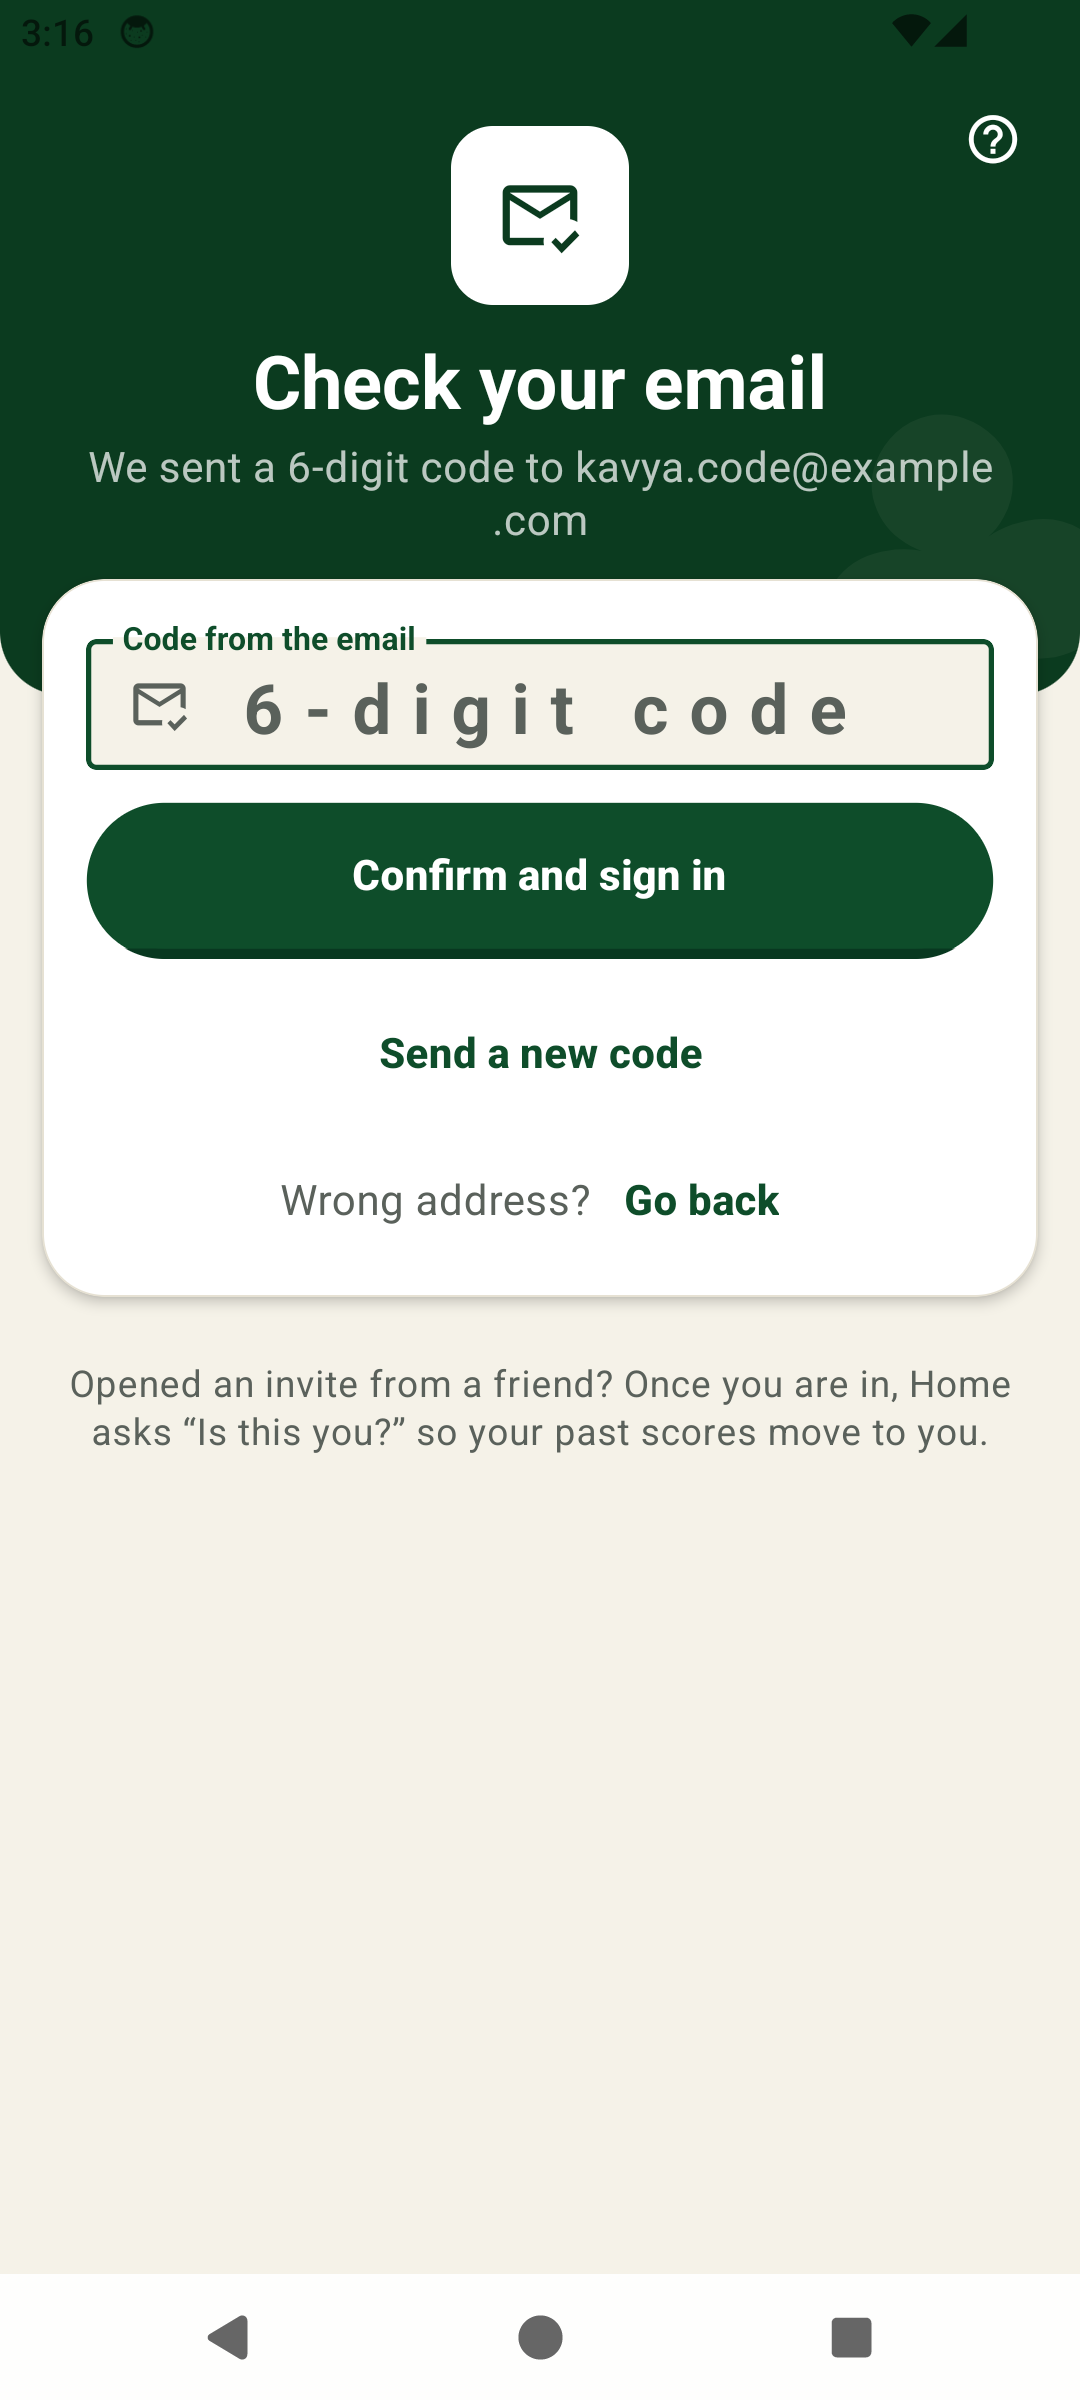 3:16
Check your email
We sent a 6-digit code to kavya.code@example
.com
Code from the email
6-digit code
Confirm and sign in
Send a new code
Wrong address? Go back
Opened an invite from a friend? Once you are in, Home
asks “Is this you?” so your past scores move to you.